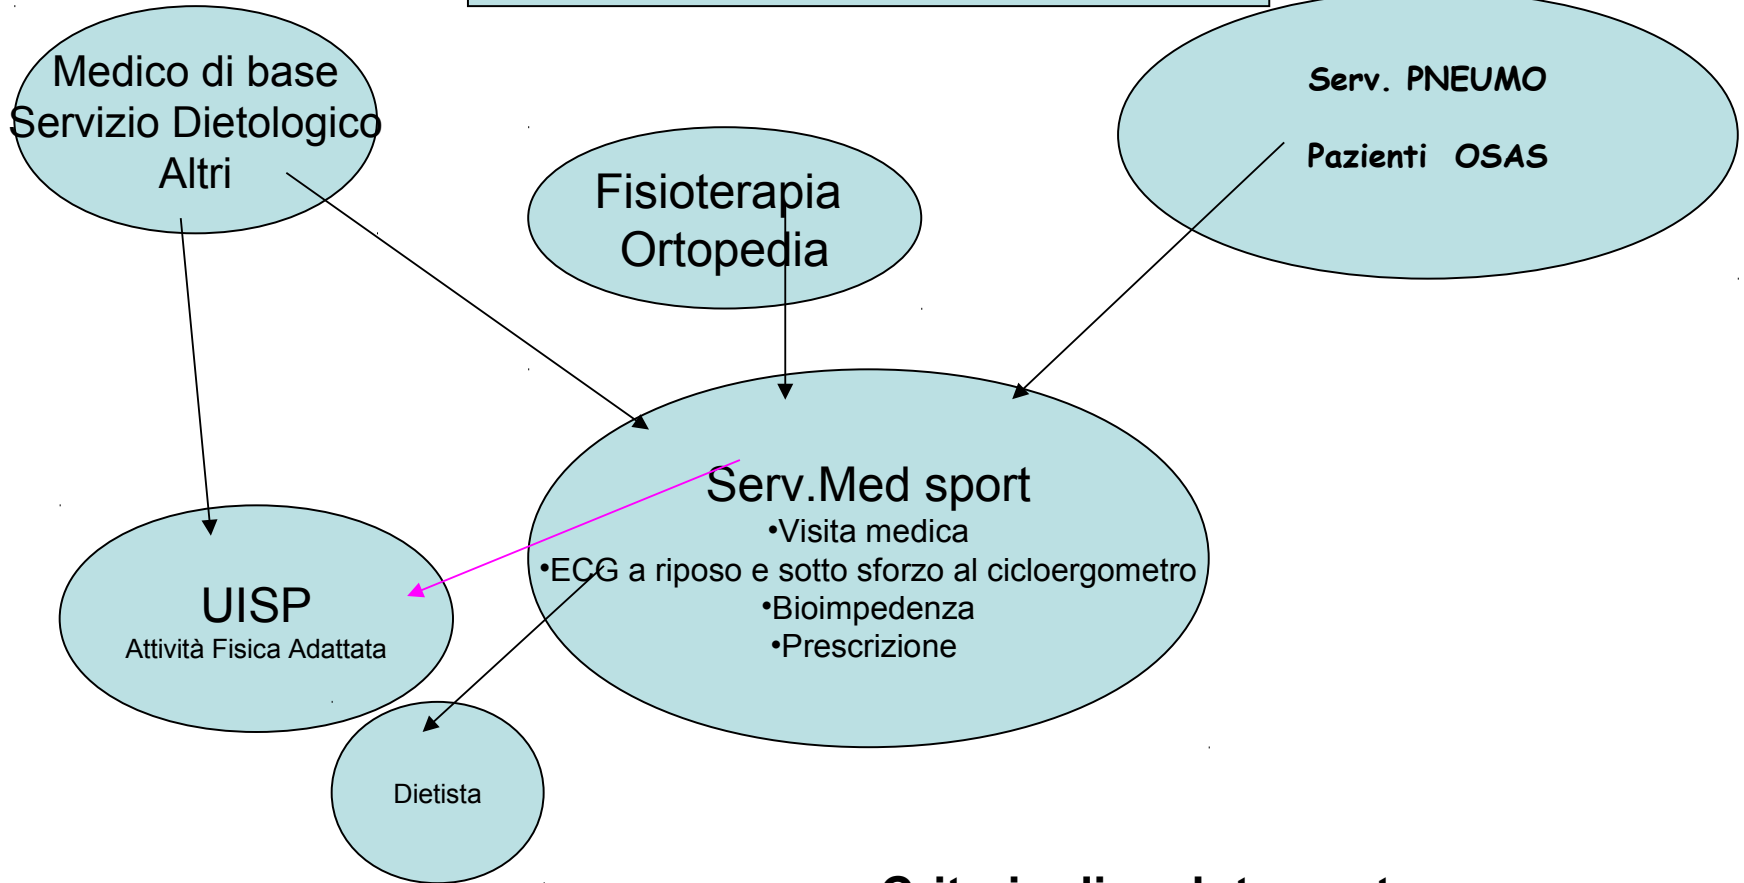 Medico di base
Servizio Dietologico
Altri
Serv. PNEUMO
Pazienti OSAS
Fisioterapia
Ortopedia
Serv.Med sport
•Visita medica
•ECG a riposo e sotto sforzo al cicloergometro
•Bioimpedenza
•Prescrizione
UISP
Attività Fisica Adattata
Dietista